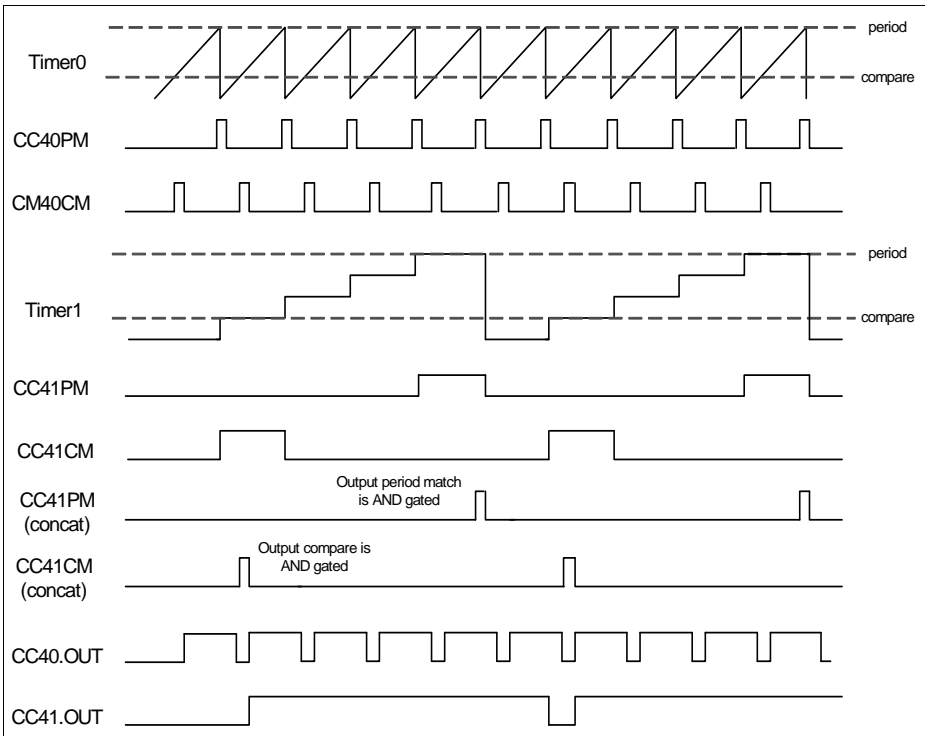 period
Timer0
compare
CC40PM
CM40CM
period
Timer1
compare
CC41PM
CC41CM
Output period match
is AND gated
CC41PM
(concat)
Output compare is
AND gated
CC41CM
(concat)
CC40.OUT
CC41.OUT